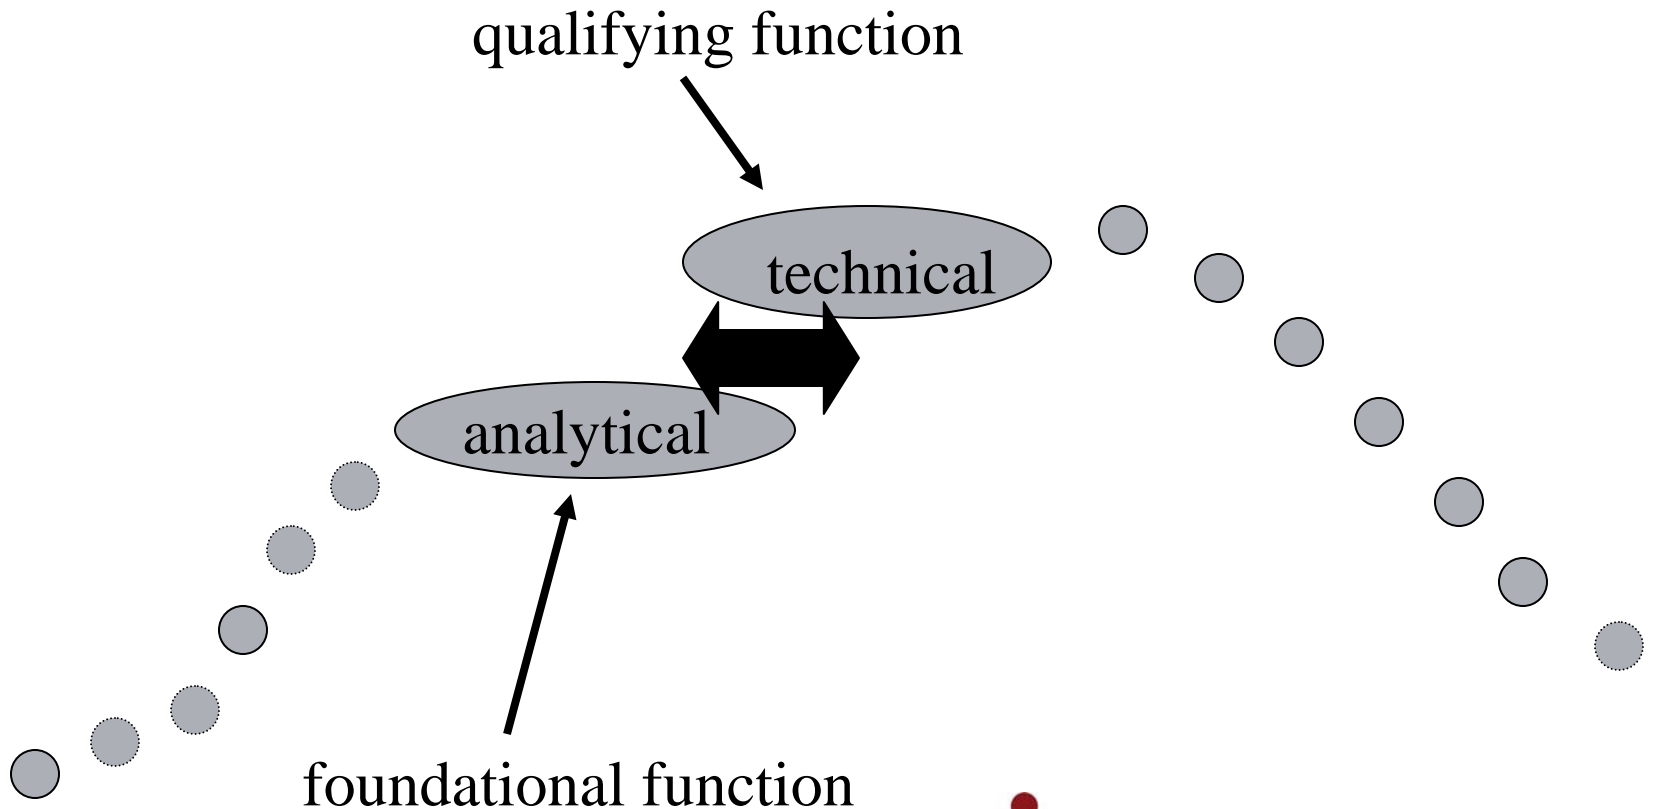 qualifying function
technical
analytical
foundational function